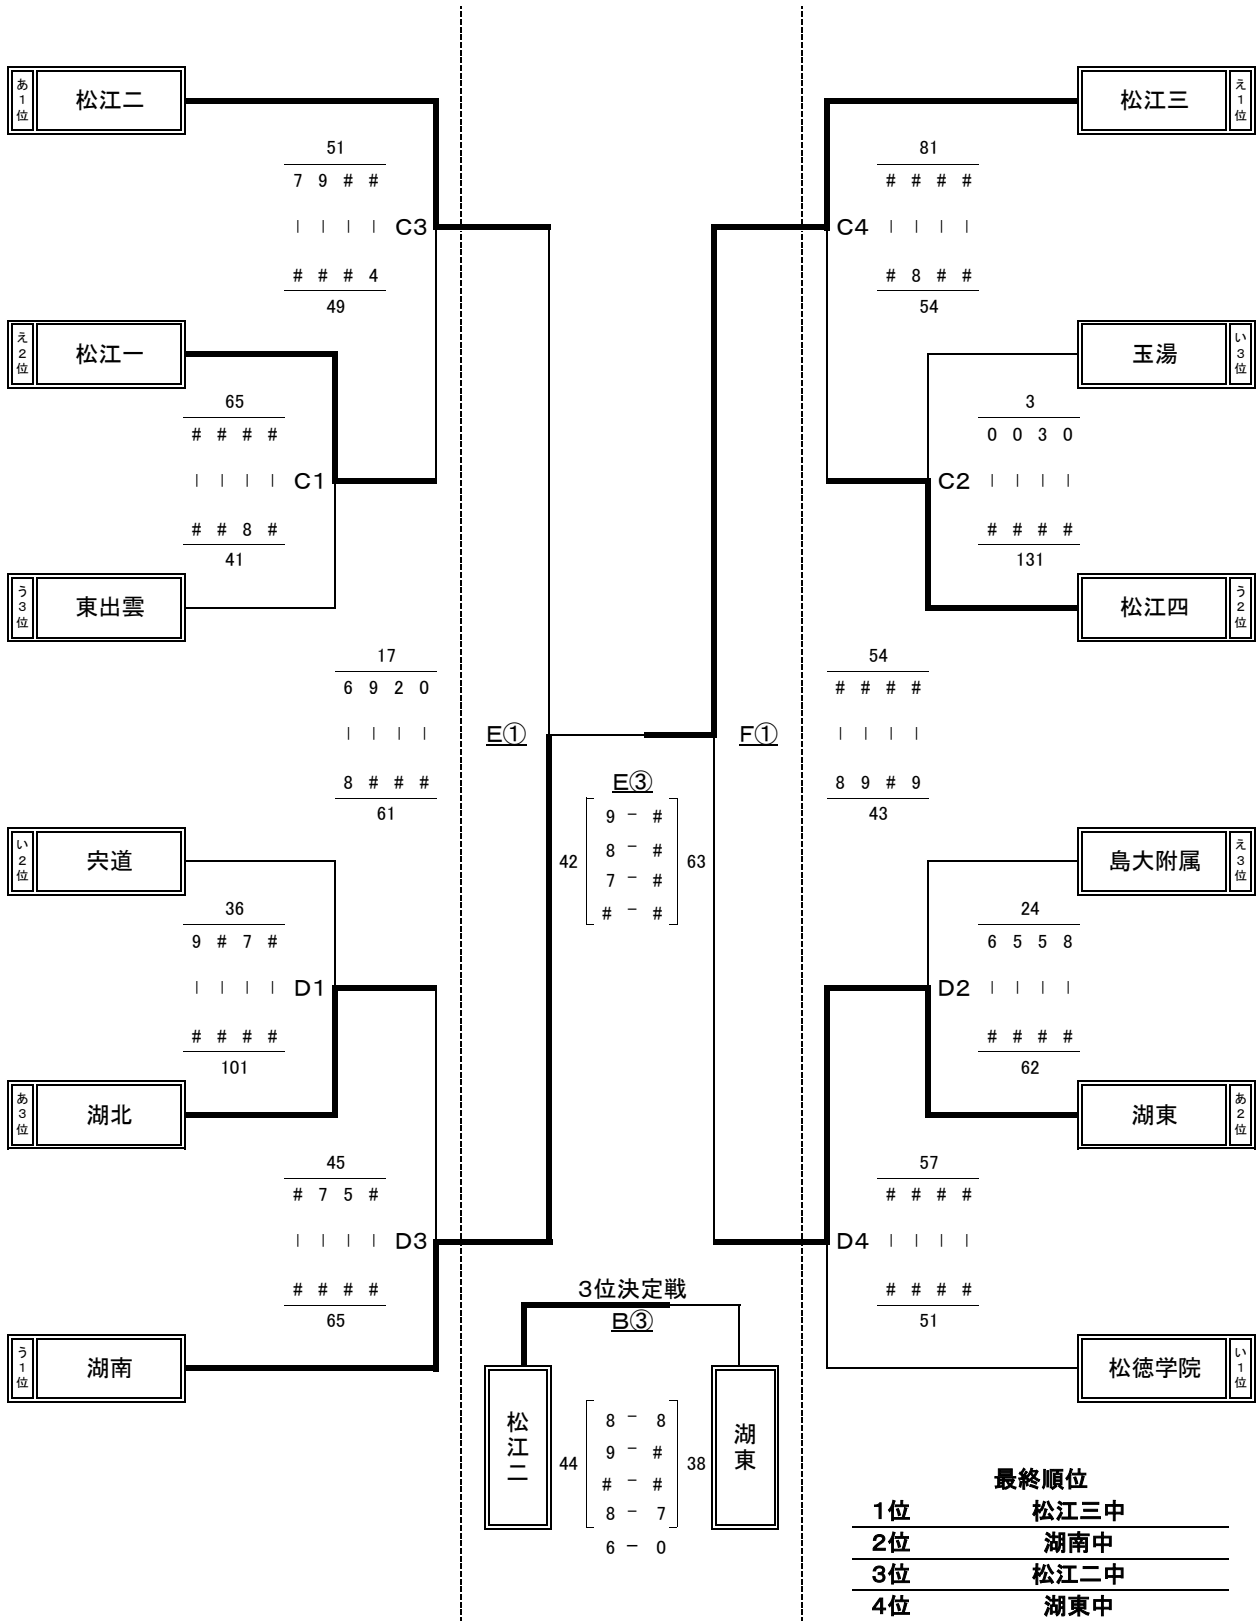 あ1位 松江二
え1位 松江三
51
7 9 # #
| | | | C3
# # # 4
49
81
# # # #
C4 | | | |
# 8 # #
54
え2位 松江一
い3位 玉湯
65
# # # #
| | | | C1
# # 8 #
41
3
0 0 3 0
C2 | | | |
# # # #
131
う3位 東出雲
う2位 松江四
17
6 9 2 0
| | | | E①
8 # # #
61
54
# # # #
F① | | | |
8 9 # 9
43
E③
9 - #
8 - #
42 63
7 - #
# - #
い2位 宍道
え3位 島大附属
36
9 # 7 #
| | | | D1
# # # #
101
24
6 5 5 8
D2 | | | |
# # # #
62
あ3位 湖北
あ2位 湖東
45
# 7 5 #
| | | | D3
# # # #
65
57
# # # #
D4 | | | |
# # # #
51
う1位 湖南
い1位 松徳学院
3位決定戦
B③
松江二
湖東
8 - 8
9 - #
44 38
# - #
8 - 7
6 - 0
最終順位
1位 松江三中
2位 湖南中
3位 松江二中
4位 湖東中